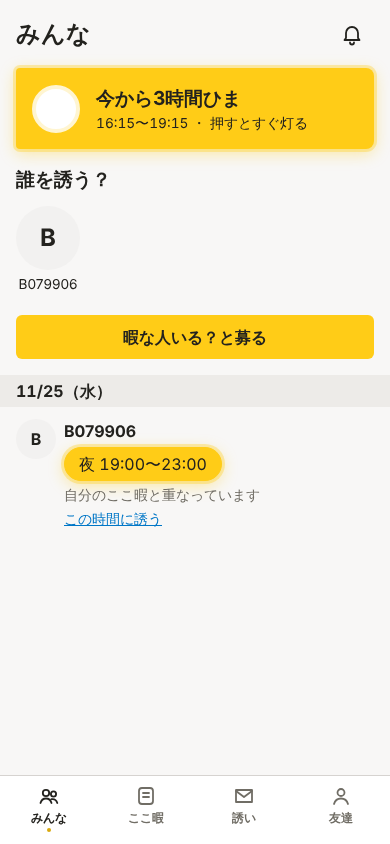 みんな
今から3時間ひま
16:15〜19:15 ・ 押すとすぐ灯る
誰を誘う？
B
B079906
暇な人いる？と募る
11/25（水）
B
B079906
夜 19:00〜23:00
自分のここ暇と重なっています
この時間に誘う
みんな
ここ暇
誘い
友達